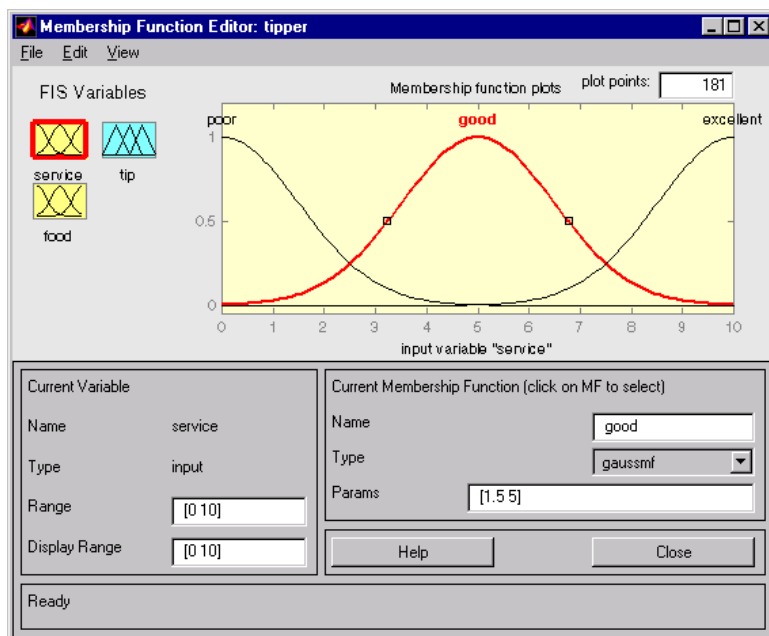 Membership Function Editor: tipper
File Edit View
FIS Variables
service
tip
food
Membership function plots
plot points:
181
poor
good
excellent
1
0.5
0
0 1 2 3 4 5 6 7 8 9 10
input variable "service"
Current Variable
Name service
Type input
Range [0 10]
Display Range [0 10]
Current Membership Function (click on MF to select)
Name good
Type gaussmf
Params [1.5 5]
Help Close
Ready